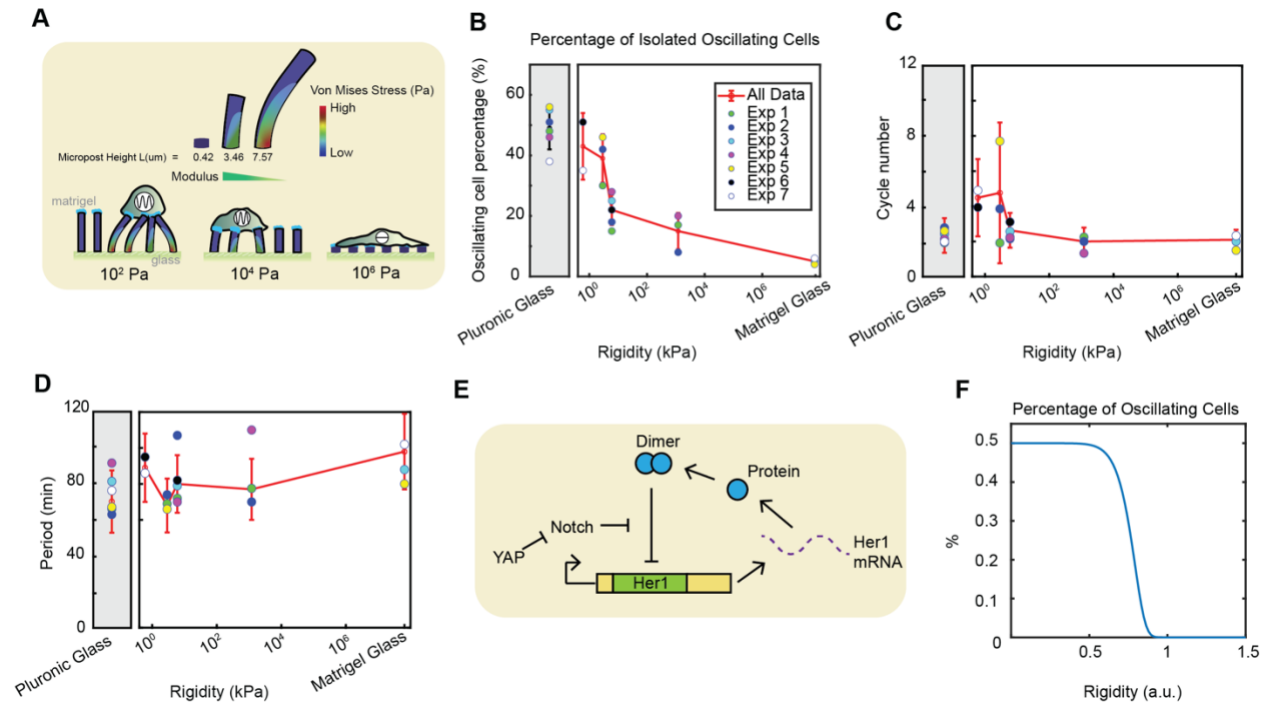 A
Von Mises Stress (Pa)
High
Low
Micropost Height L(um) = 0.42 3.46 7.57
Modulus
matrigel
glass
10² Pa 10⁴ Pa 10⁶ Pa
B
Percentage of Isolated Oscillating Cells
Oscillating cell percentage (%)
60
40
20
0
All Data
Exp 1
Exp 2
Exp 3
Exp 4
Exp 5
Exp 6
Exp 7
Pluronic Glass
10⁰ 10² 10⁴ 10⁶
Matrigel Glass
Rigidity (kPa)
C
Cycle number
12
8
4
0
Pluronic Glass
10⁰ 10² 10⁴ 10⁶
Matrigel Glass
Rigidity (kPa)
D
Period (min)
120
80
40
0
Pluronic Glass
10⁰ 10² 10⁴ 10⁶
Matrigel Glass
Rigidity (kPa)
E
Dimer
Protein
Notch
YAP
Her1
Her1
mRNA
F
Percentage of Oscillating Cells
%
0.5
0.4
0.3
0.2
0.1
0
0.5 1 1.5
Rigidity (a.u.)